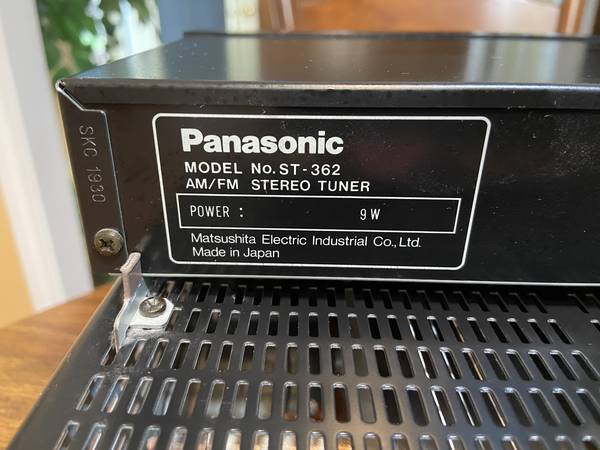 Panasonic
MODEL No. ST-362
AM/FM STEREO TUNER
POWER : 9W
Matsushita Electric Industrial Co., Ltd.
Made in Japan
SKC 1930